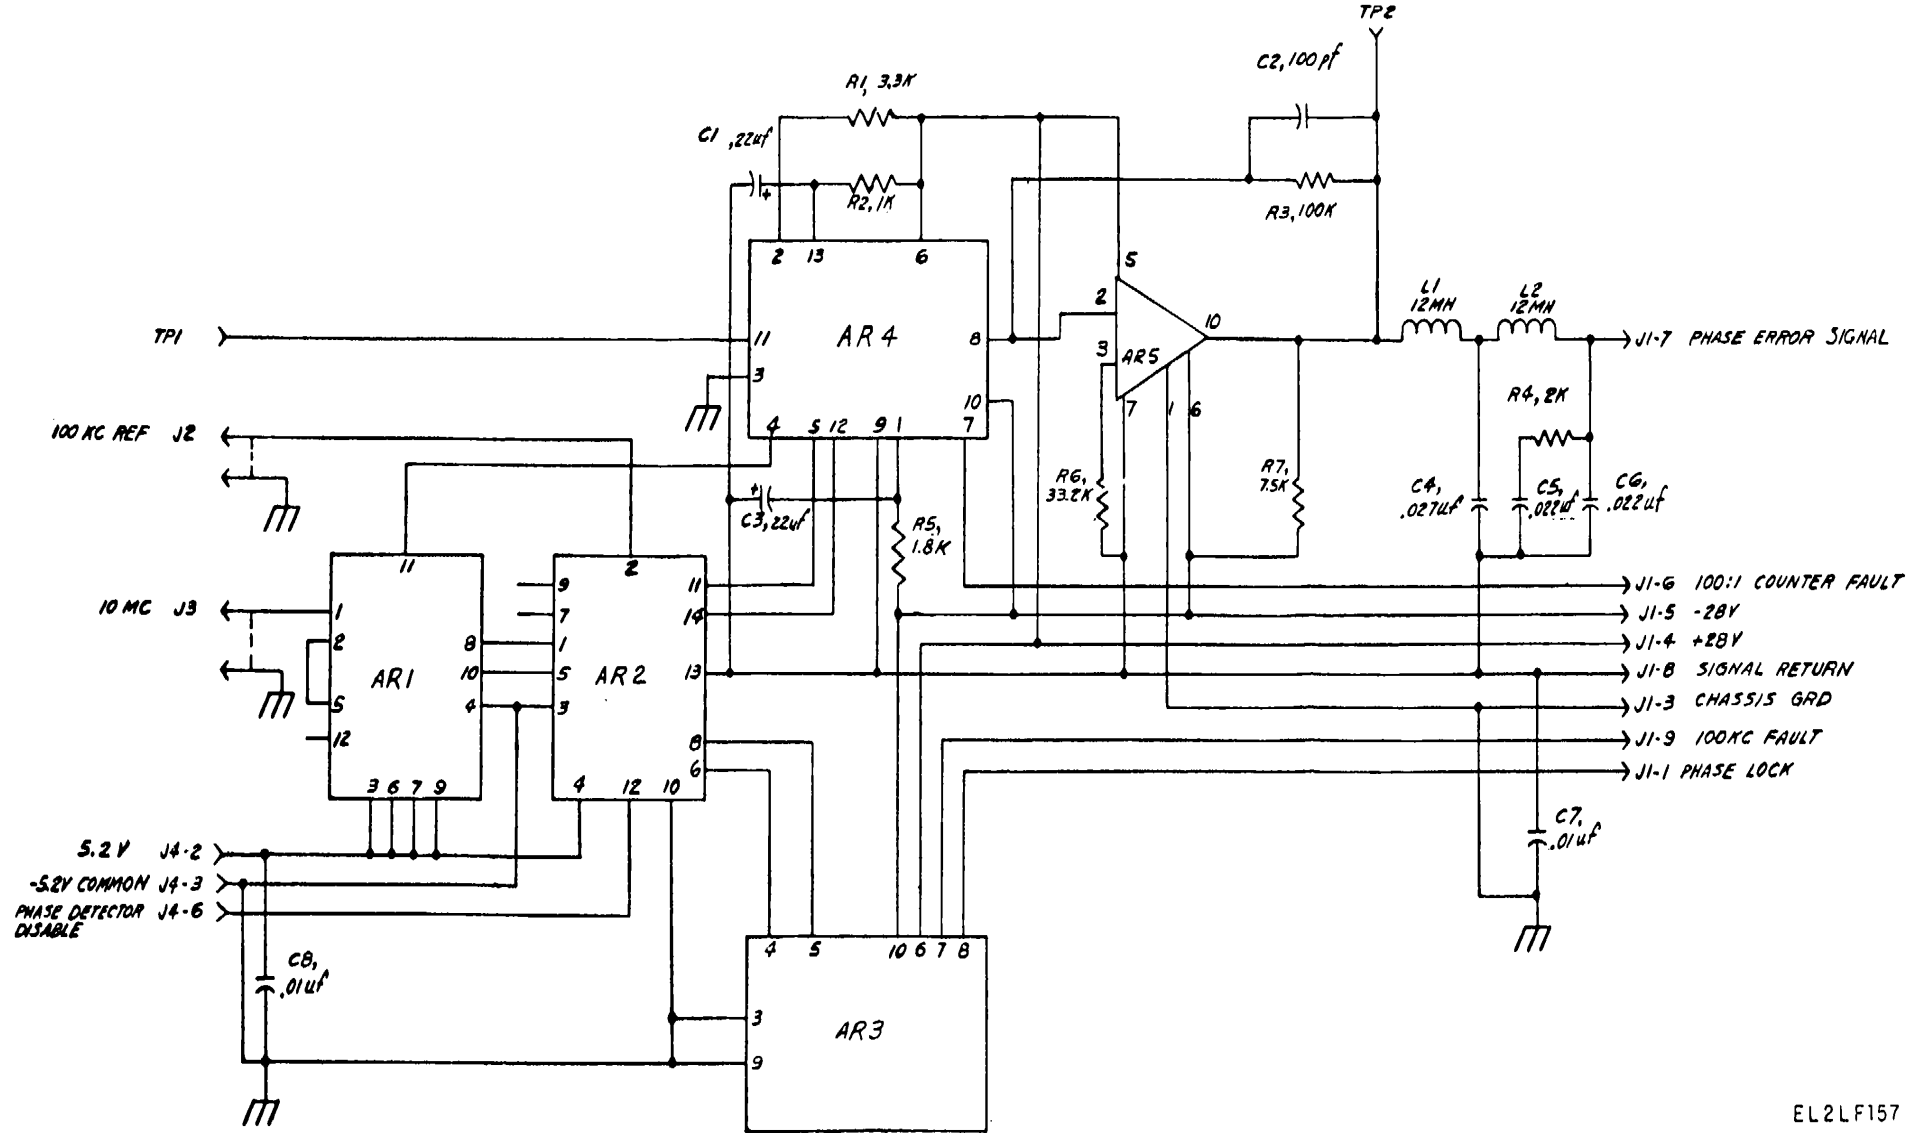 TP2
C2, 100 pf
R1, 3.3K
C1 ,22uf
+
R2, 1K
R3, 100K
2 13 6
5
L1
12MH
L2
12MH
TP1
11 AR4 8
2
10
J1-7 PHASE ERROR SIGNAL
3
3 AR5
10
7 1 6
R4, 2K
100 KC REF J2
4 5 12 9 1 7
R6,
33.2K
R7,
7.5K
C4,
.027uf
C5,
.022uf
C6,
.022uf
+
C3, 22uf
R5,
1.8K
11
2
9
11
J1-6 100:1 COUNTER FAULT
10 MC J3
1
7
14
J1-5 -28V
2
8
1
J1-4 +28V
AR1
10
5
AR2
13
J1-8 SIGNAL RETURN
5
4
3
J1-3 CHASSIS GRD
12
8
J1-9 100KC FAULT
6
J1-1 PHASE LOCK
3 6 7 9
4 12 10
C7,
.01uf
5.2V J4-2
-5.2V COMMON J4-3
PHASE DETECTOR J4-6
DISABLE
4 5 10 6 7 8
C8,
.01uf
3
AR3
9
EL2LF157